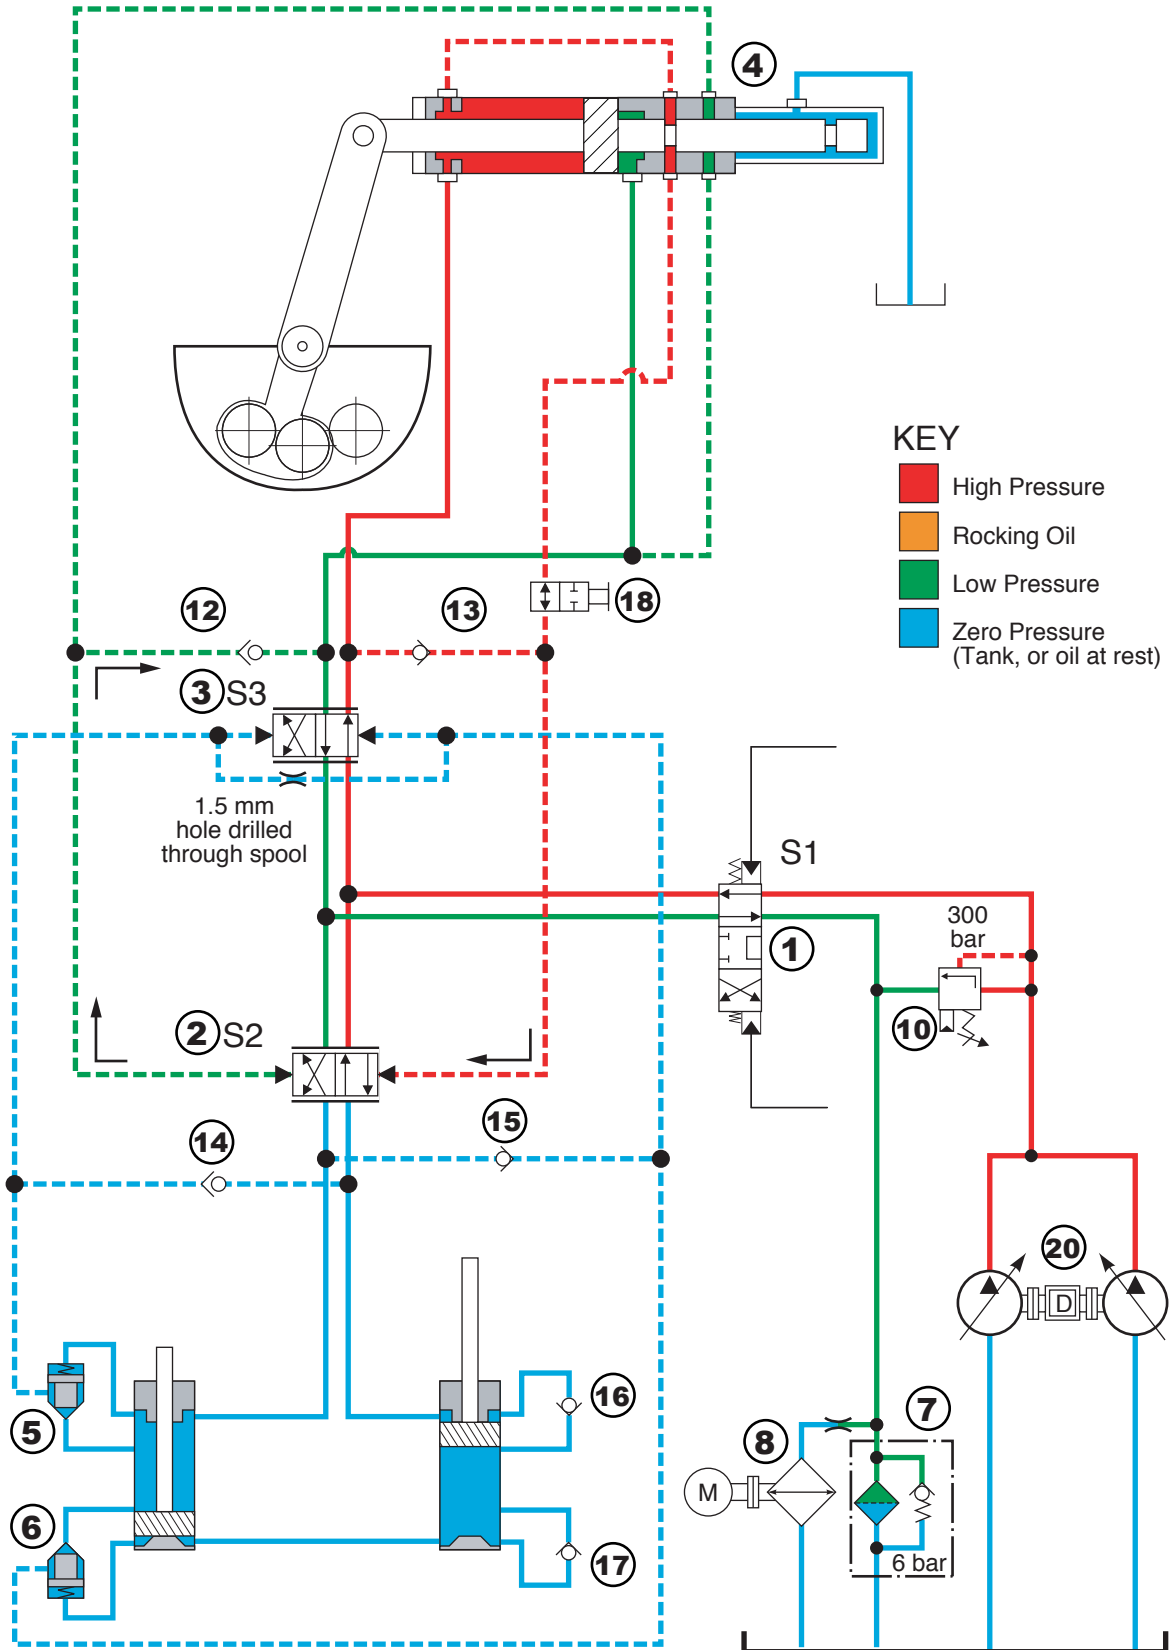 4
KEY
High Pressure
Rocking Oil
Low Pressure
Zero Pressure
(Tank, or oil at rest)
12
13
18
3 S3
1.5 mm
hole drilled
through spool
S1
300
bar
1
10
2 S2
14
15
20
D
5
16
7
8
M
6
17
6 bar